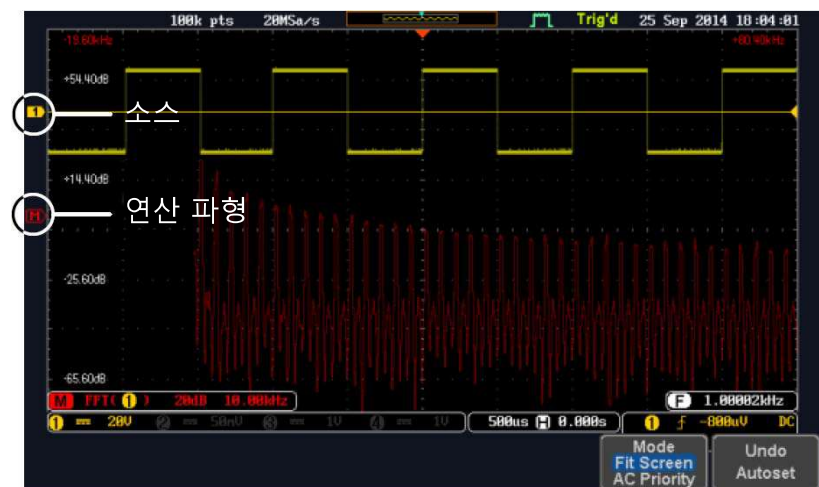 100k pts 20MSa/s Trig'd 25 Sep 2014 18:04:01
-19.60kHz +80.40kHz
+54.40dB
1 소스
+14.40dB
M 연산 파형
-25.60dB
-65.60dB
M FFT( 1 ) 20dB 10.00kHz F 1.00002kHz
1 20V 2 50mV 3 1V 4 1V 500us H 0.000s 1 f -800uV DC
Mode
Fit Screen
AC Priority
Undo
Autoset